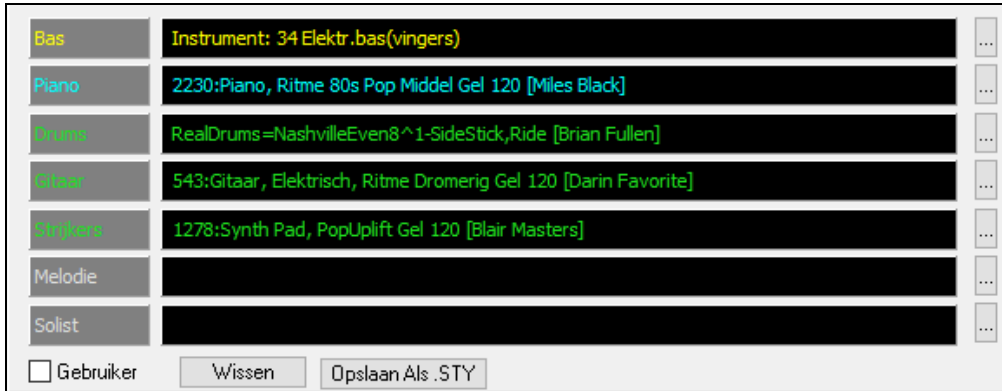 Bas Instrument: 34 Elektr.bas(vingers) ...
Piano 2230:Piano, Ritme 80s Pop Middel Gel 120 [Miles Black] ...
Drums RealDrums=NashvilleEven8^1-SideStick,Ride [Brian Fullen] ...
Gitaar 543:Gitaar, Elektrisch, Ritme Dromerig Gel 120 [Darin Favorite] ...
Strijkers 1278:Synth Pad, PopUplift Gel 120 [Blair Masters] ...
Melodie ...
Solist ...
Gebruiker Wissen Opslaan Als .STY